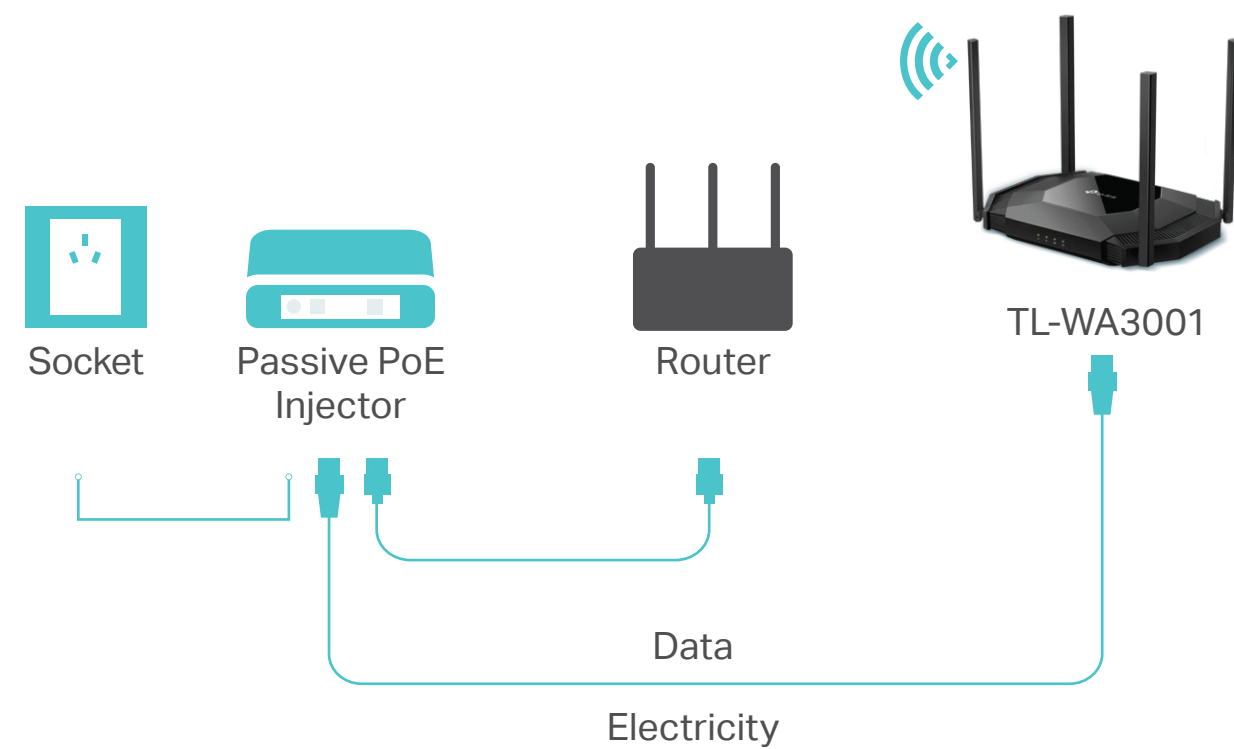 Socket
Passive PoE
Injector
Router
TL-WA3001
Data
Electricity